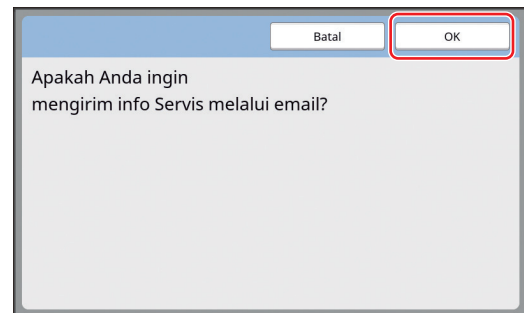 Batal
OK
Apakah Anda ingin
mengirim info Servis melalui email?